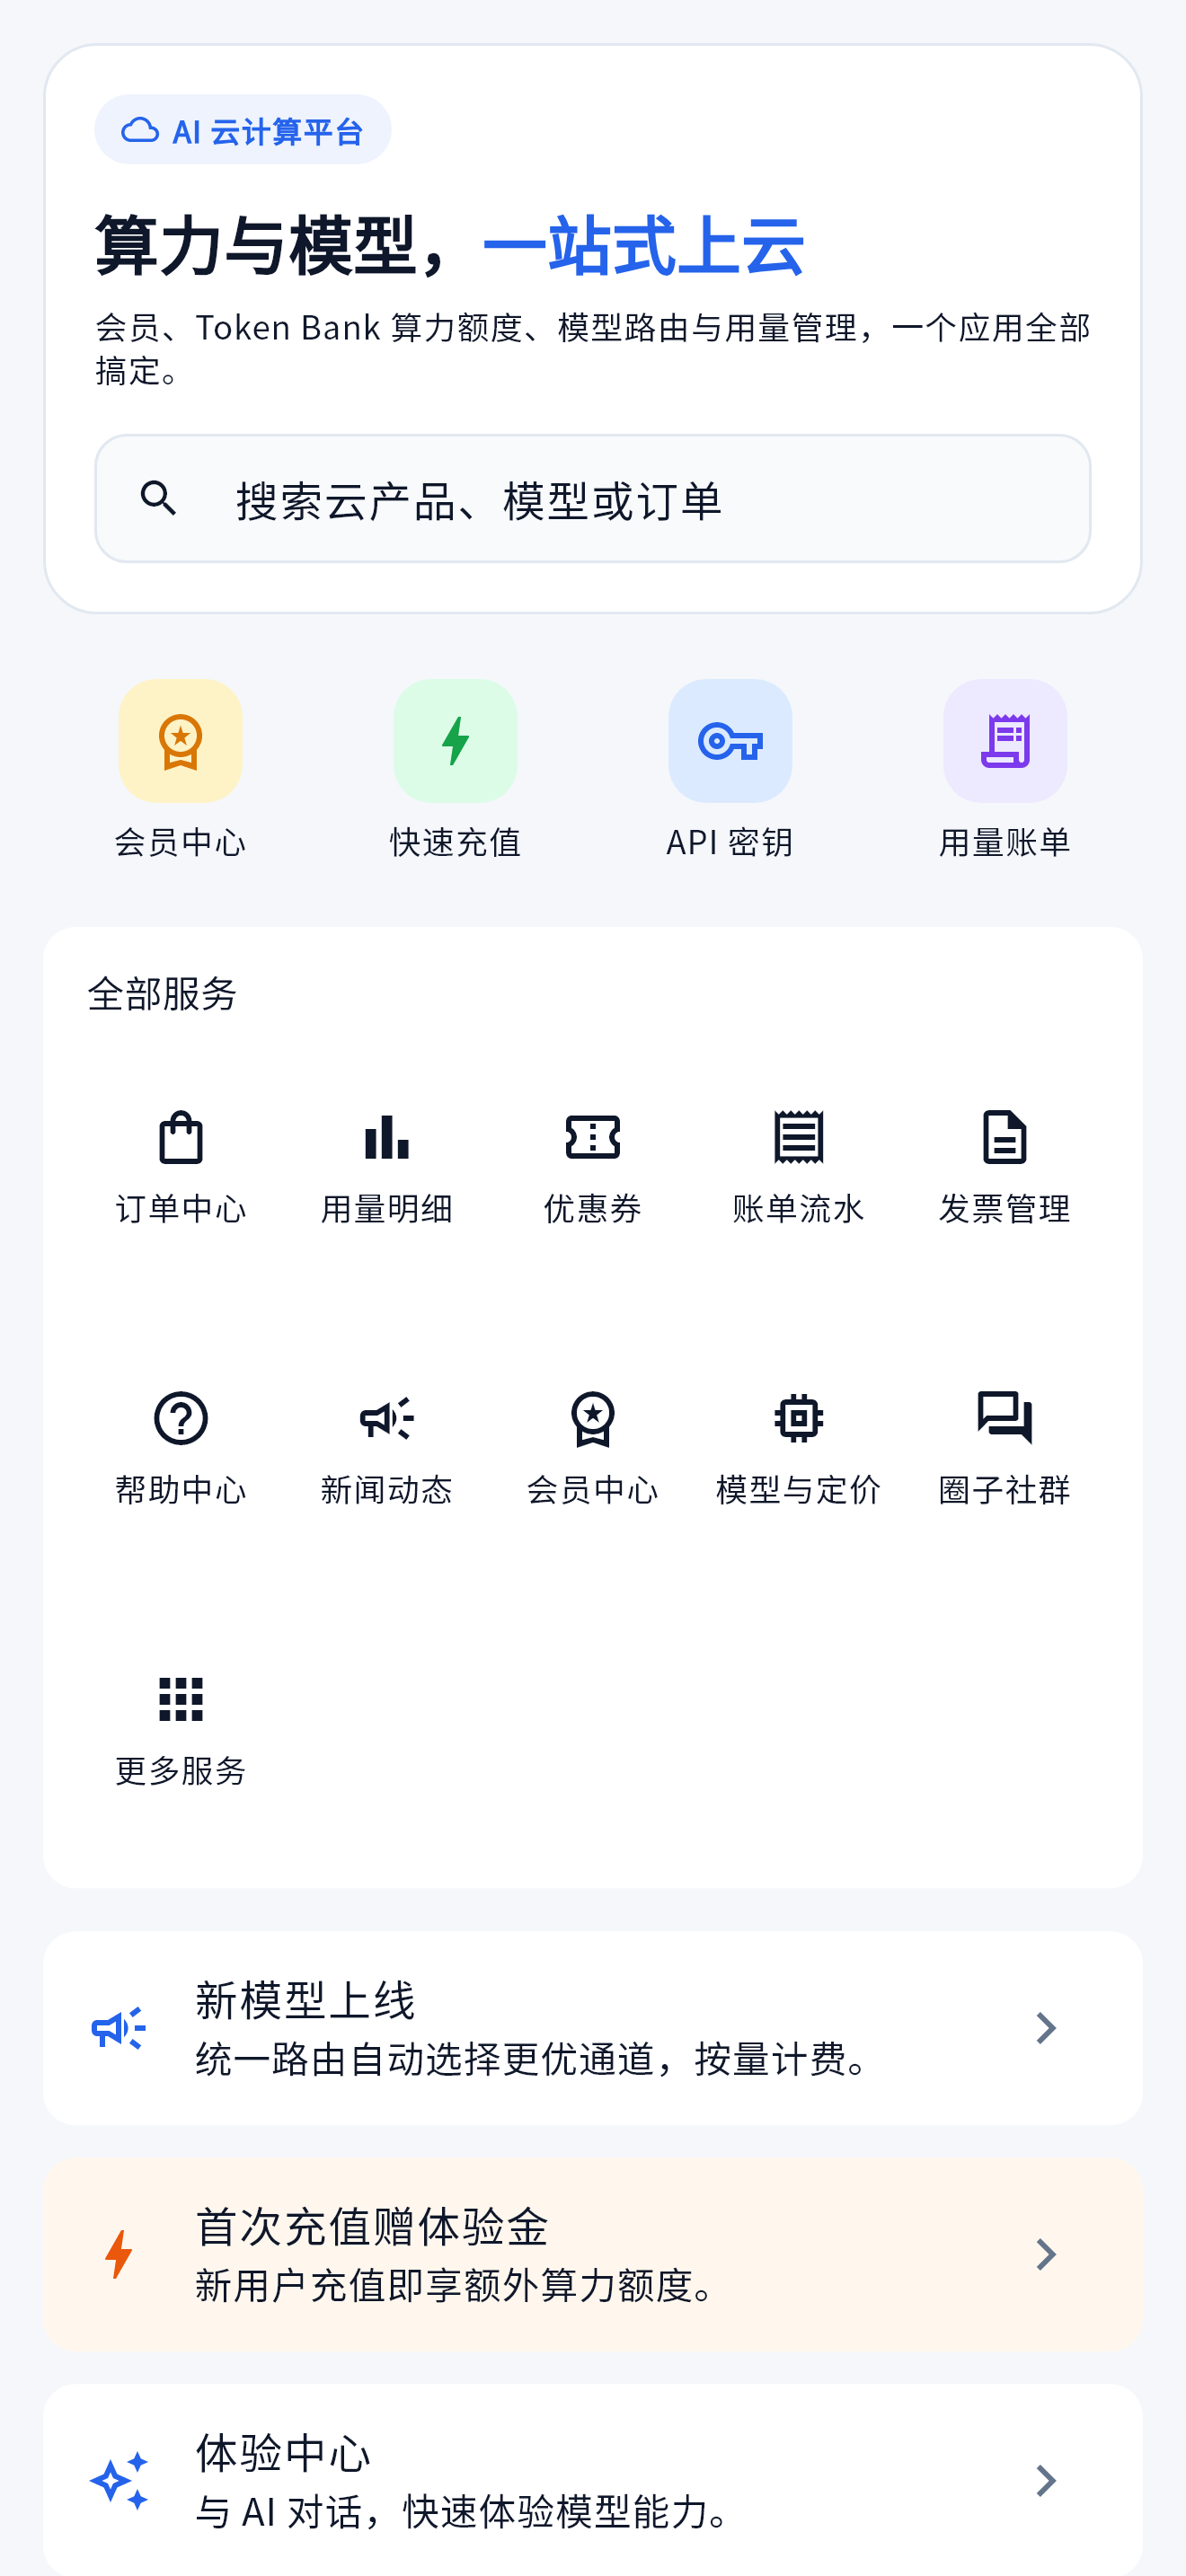 AI 云计算平台
算力与模型，一站式上云
会员、Token Bank 算力额度、模型路由与用量管理，一个应用全部
搞定。
搜索云产品、模型或订单
会员中心
快速充值
API 密钥
用量账单
全部服务
订单中心
用量明细
优惠券
账单流水
发票管理
帮助中心
新闻动态
会员中心
模型与定价
圈子社群
更多服务
新模型上线
统一路由自动选择更优通道，按量计费。
首次充值赠体验金
新用户充值即享额外算力额度。
体验中心
与 AI 对话，快速体验模型能力。